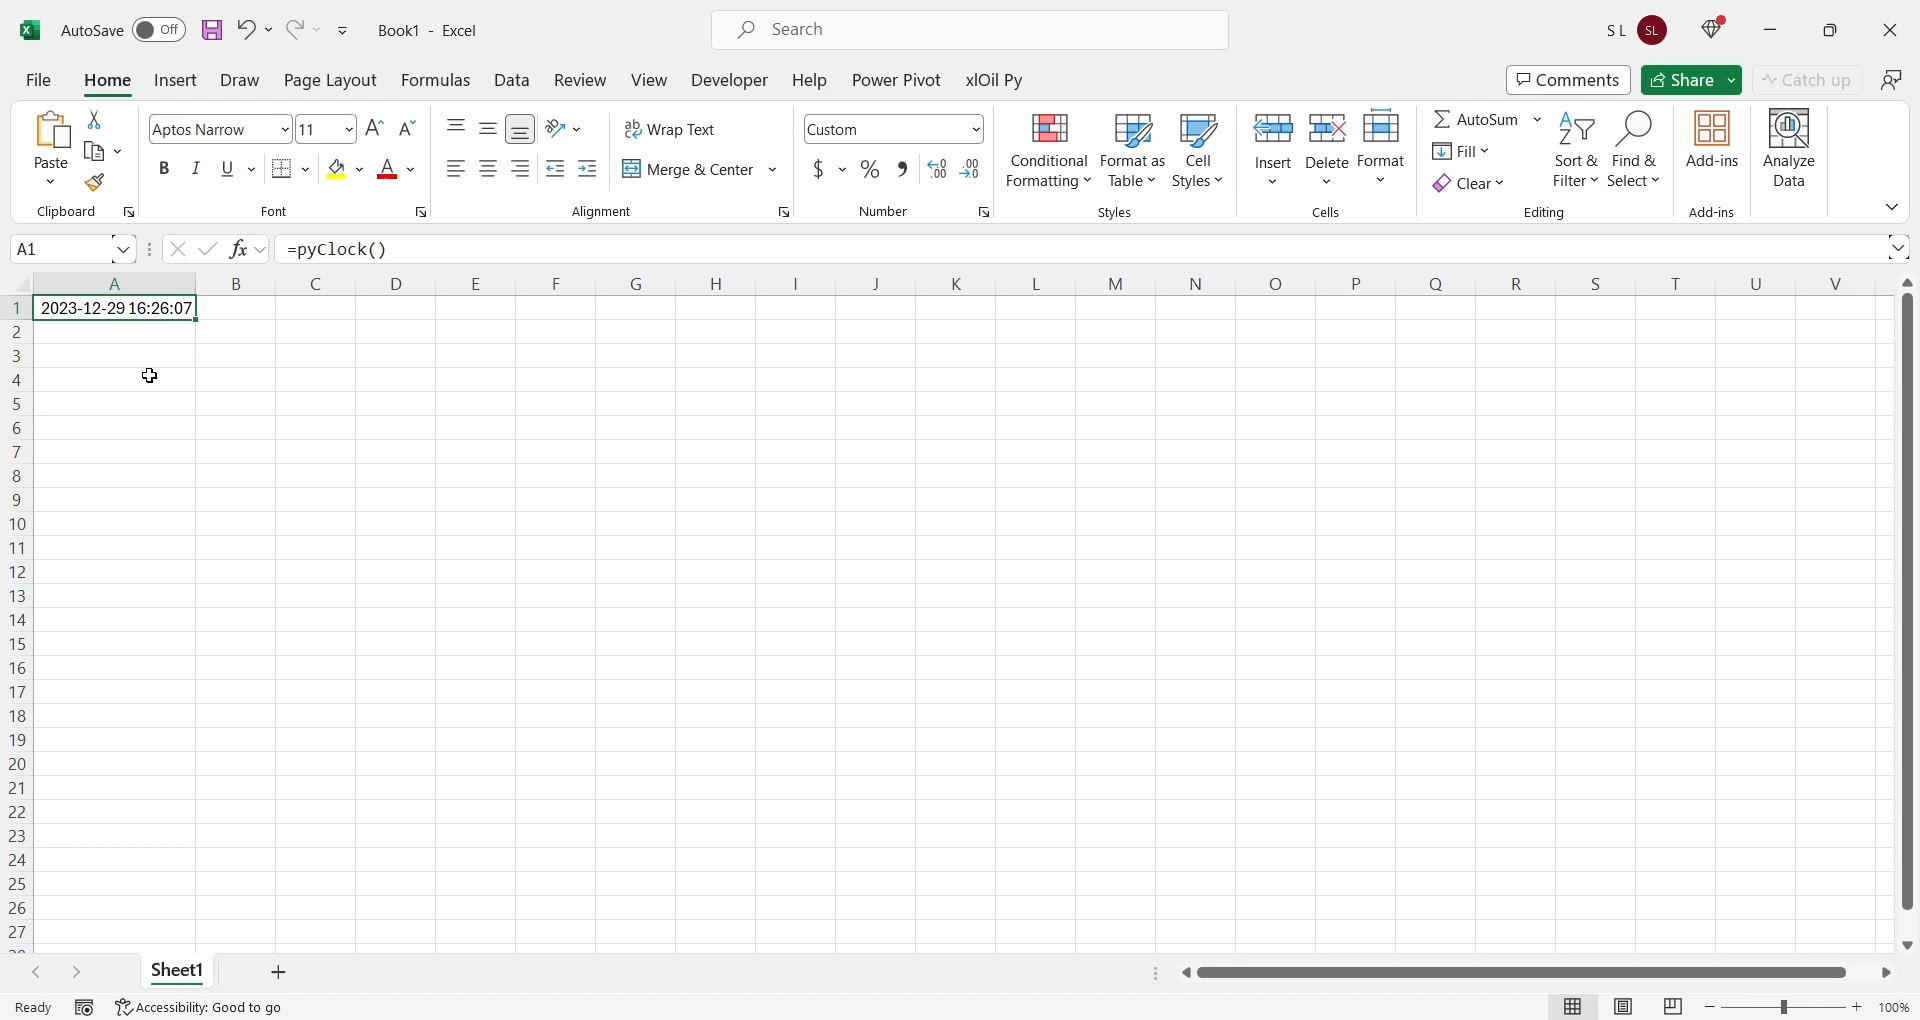 AutoSave Off Book1 - Excel Search S L SL
File Home Insert Draw Page Layout Formulas Data Review View Developer Help Power Pivot xlOil Py Comments Share Catch up
Paste Aptos Narrow 11 B I U Wrap Text Merge & Center Custom $ % Conditional Formatting Format as Table Cell Styles Insert Delete Format AutoSum Fill Clear Sort & Filter Find & Select Add-ins Analyze Data
Clipboard Font Alignment Number Styles Cells Editing Add-ins
A1 fx =pyClock()
A B C D E F G H I J K L M N O P Q R S T U V
1 2023-12-29 16:26:07
2
3
4
5
6
7
8
9
10
11
12
13
14
15
16
17
18
19
20
21
22
23
24
25
26
27
Sheet1
Ready Accessibility: Good to go 100%